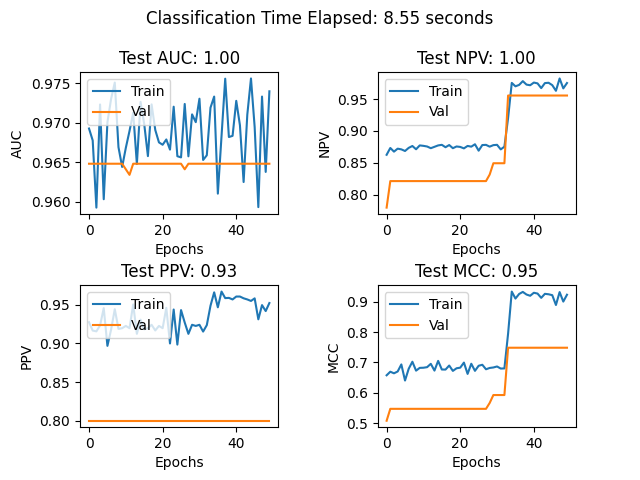 Classification Time Elapsed: 8.55 seconds
Test AUC: 1.00
Test NPV: 1.00
0.975
0.970
0.965
0.960
AUC
Train
Val
0 20 40
Epochs
0.95
0.90
0.85
0.80
NPV
Train
Val
0 20 40
Epochs
Test PPV: 0.93
Test MCC: 0.95
0.95
0.90
0.85
0.80
PPV
Train
Val
0 20 40
Epochs
0.9
0.8
0.7
0.6
0.5
MCC
Train
Val
0 20 40
Epochs